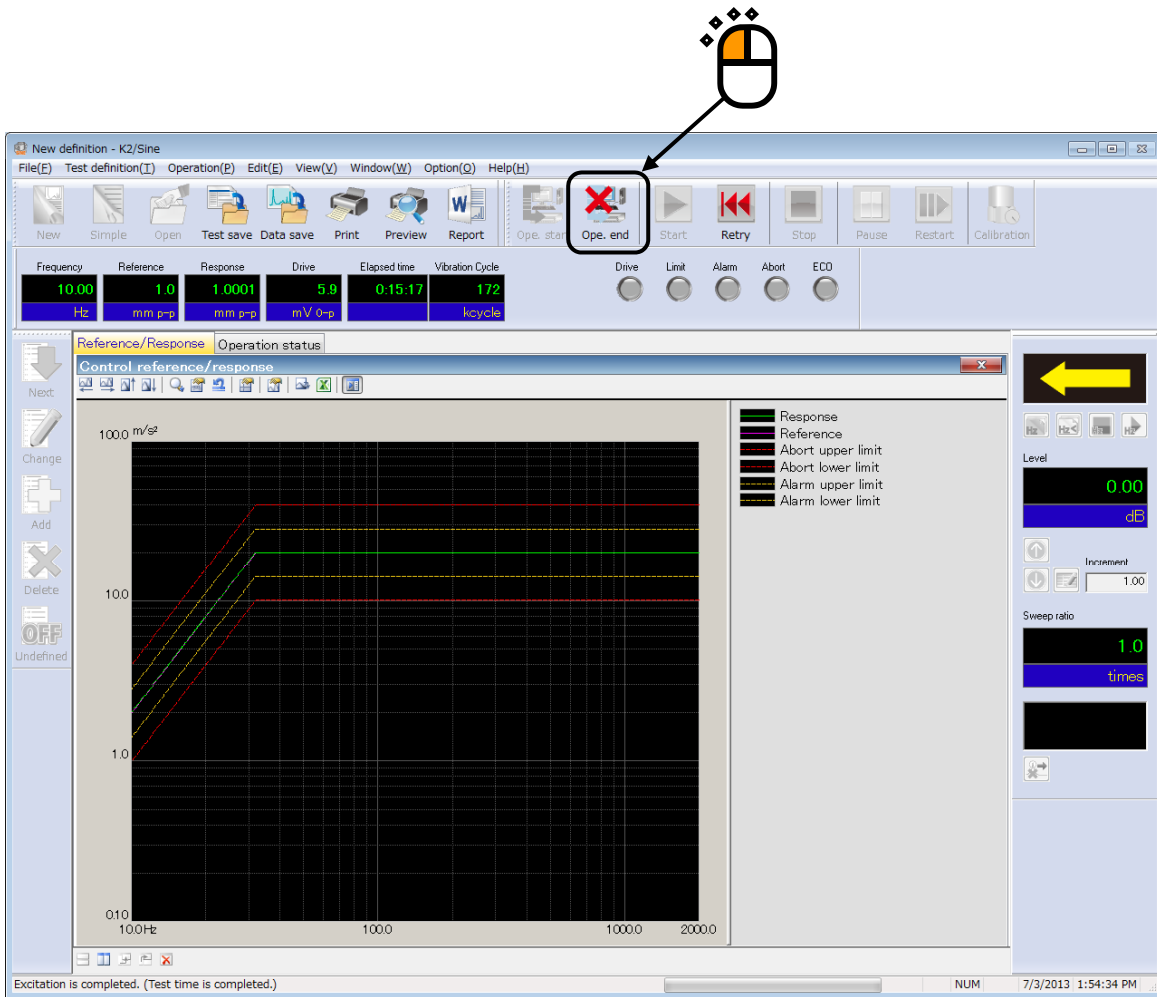 New definition - K2/Sine
File(F) Test definition(T) Operation(P) Edit(E) View(V) Window(W) Option(O) Help(H)
New Simple Open Test save Data save Print Preview Report Ope. star Ope. end Start Retry Stop Pause Restart Calibration
Frequency Reference Response Drive Elapsed time Vibration Cycle Drive Limit Alarm Abort ECO
10.00 1.0 1.0001 5.9 0:15:17 172
Hz mm p-p mm p-p mV 0-p kcycle
Reference/Response Operation status
Control reference/response
Next
Change
Add
Delete
OFF
Undefined
100.0 m/s²
10.0
1.0
0.10
10.0Hz 100.0 1000.0 2000.0
Response
Reference
Abort upper limit
Abort lower limit
Alarm upper limit
Alarm lower limit
Level
0.00
dB
Increment
1.00
Sweep ratio
1.0
times
Excitation is completed. (Test time is completed.) NUM 7/3/2013 1:54:34 PM